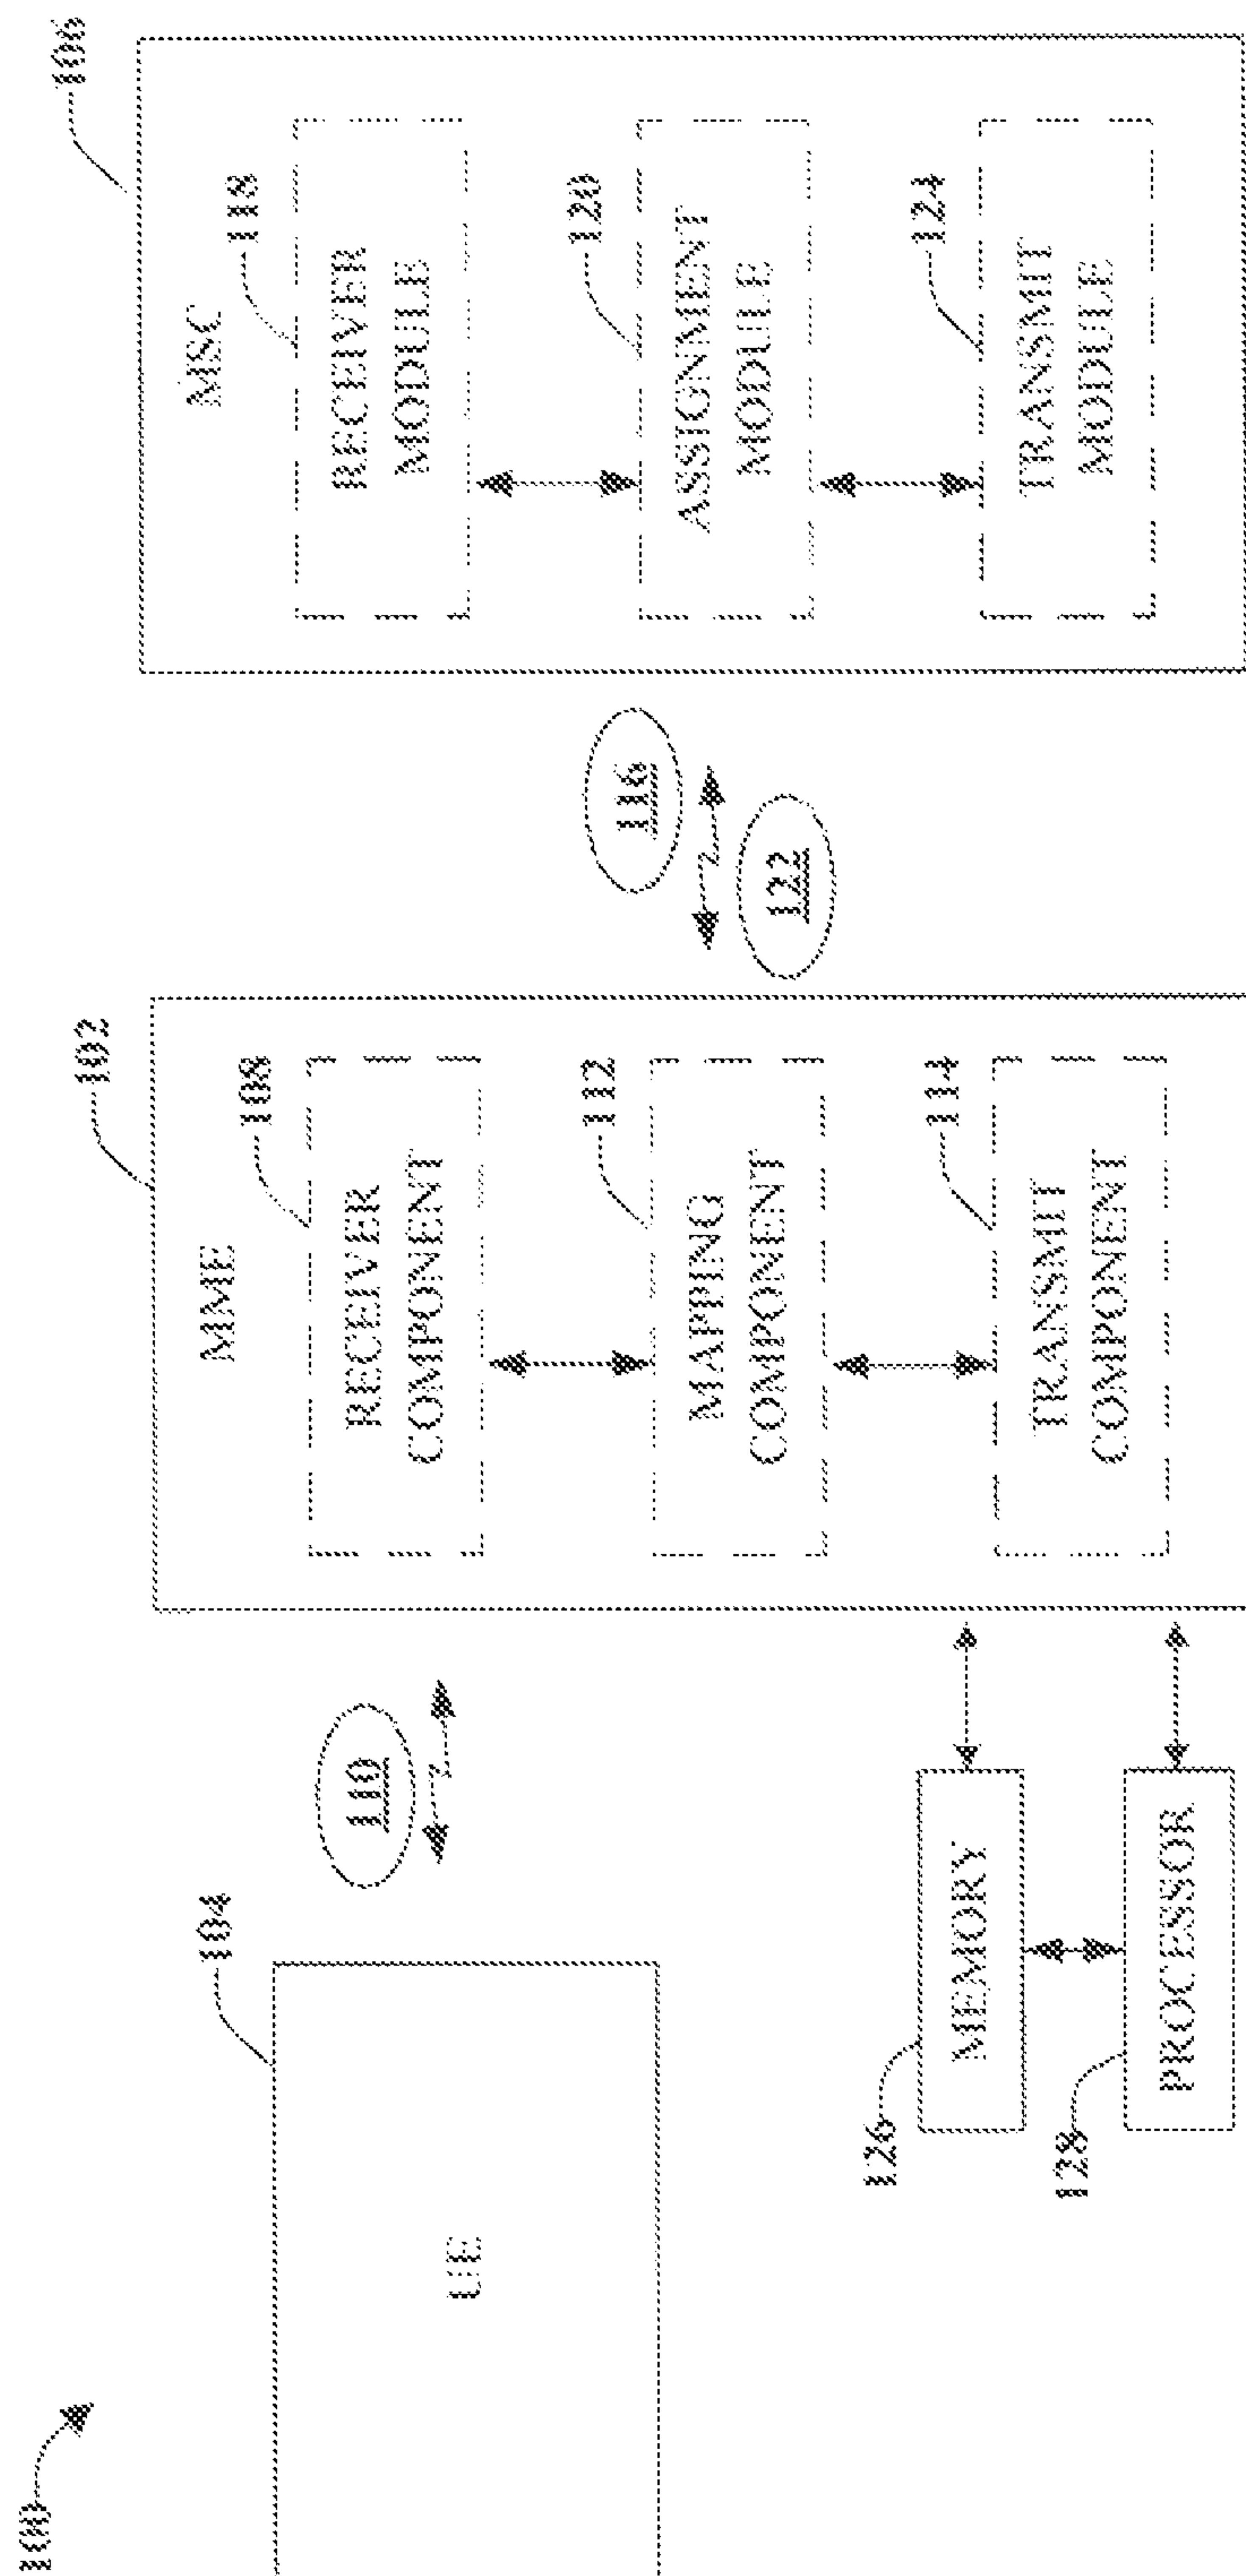 100
104
UE
110
102
MME
108
RECEIVER
COMPONENT
112
MAPPING
COMPONENT
114
TRANSMIT
COMPONENT
126
MEMORY
128
PROCESSOR
116
122
106
MSC
118
RECEIVER
MODULE
120
ASSIGNMENT
MODULE
124
TRANSMIT
MODULE